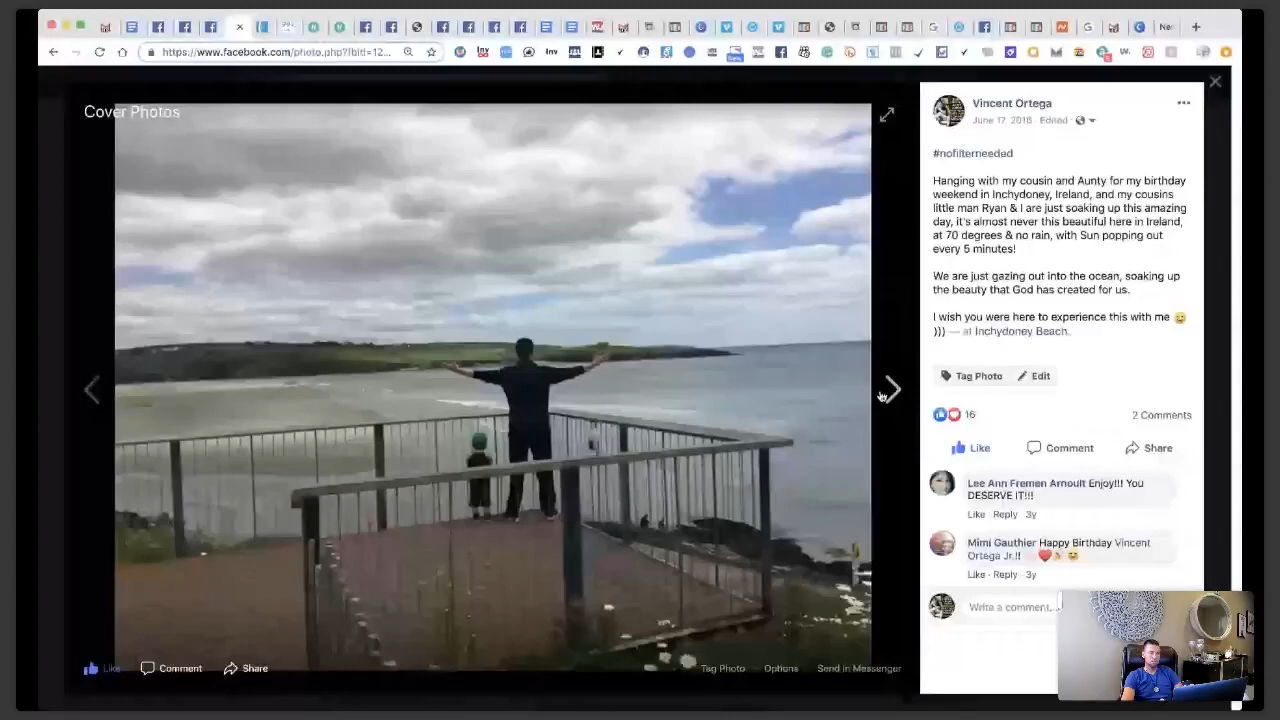 https://www.facebook.com/photo.php?fbid=12...
Cover Photos
Vincent Ortega
June 17, 2016 · Edited ·
#nofilterneeded
Hanging with my cousin and Aunty for my birthday
weekend in Inchydoney, Ireland, and my cousins
little man Ryan & I are just soaking up this amazing
day, it's almost never this beautiful here in Ireland,
at 70 degrees & no rain, with Sun popping out
every 5 minutes!
We are just gazing out into the ocean, soaking up
the beauty that God has created for us.
I wish you were here to experience this with me 😄
))) — at Inchydoney Beach.
Tag Photo Edit
16 2 Comments
Like Comment Share
Lee Ann Fremen Arnoult Enjoy!!! You
DESERVE IT!!!
Like · Reply · 3y
Mimi Gauthier Happy Birthday Vincent
Ortega Jr.!!
Like · Reply · 3y
Write a comment...
Like Comment Share Tag Photo Options Send in Messenger